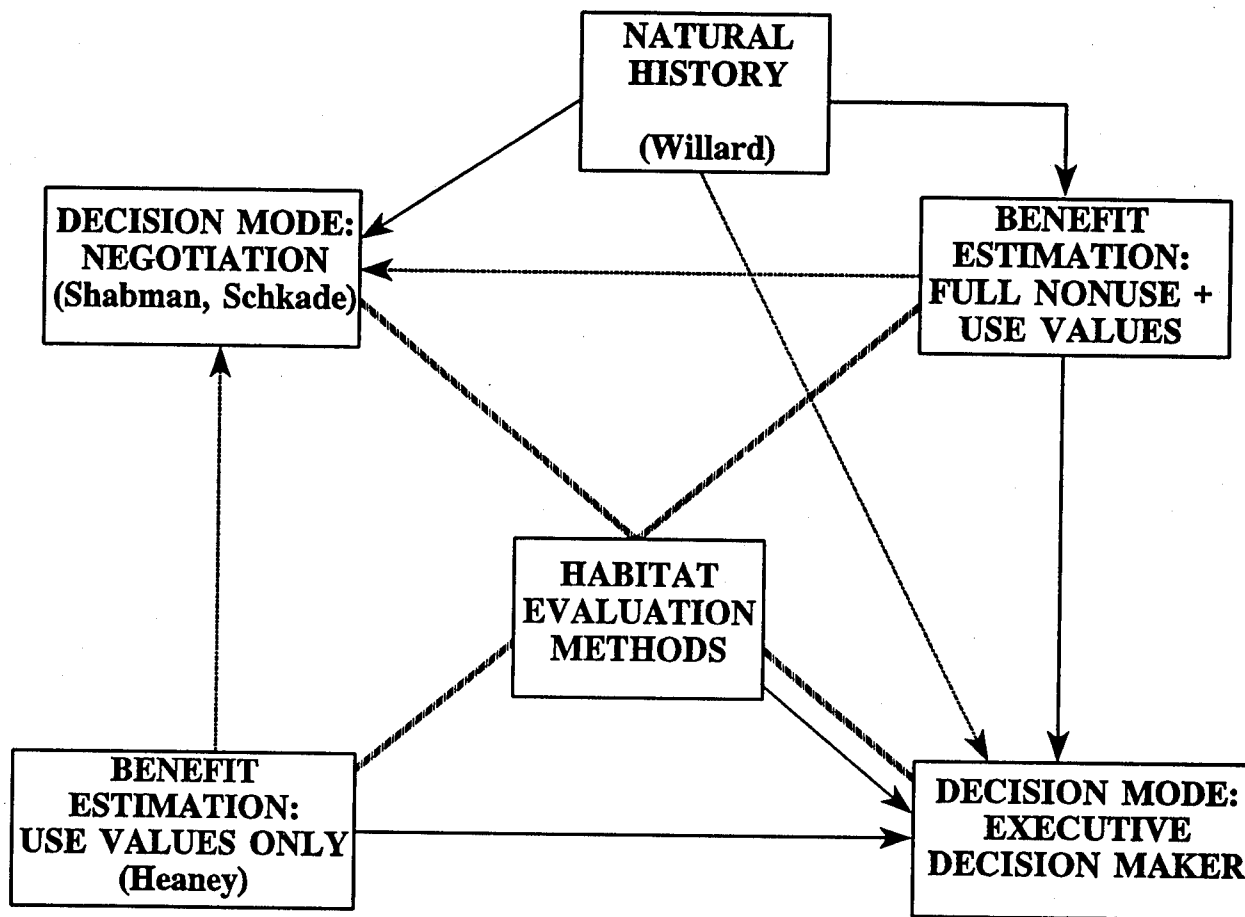 NATURAL
HISTORY
(Willard)
DECISION MODE:
NEGOTIATION
(Shabman, Schkade)
BENEFIT
ESTIMATION:
FULL NONUSE +
USE VALUES
HABITAT
EVALUATION
METHODS
BENEFIT
ESTIMATION:
USE VALUES ONLY
(Heaney)
DECISION MODE:
EXECUTIVE
DECISION MAKER